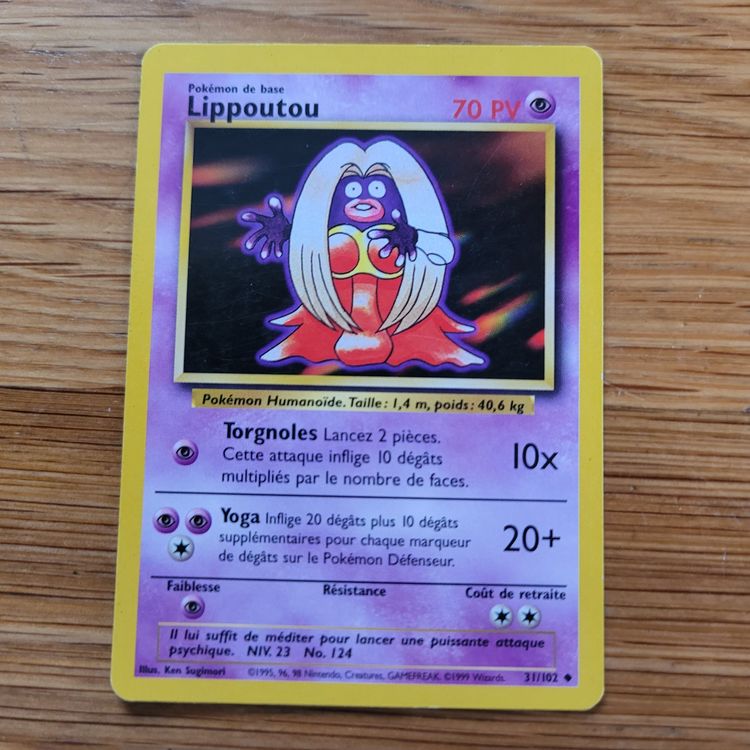 Pokémon de base
Lippoutou 70 PV
Pokémon Humanoïde. Taille : 1,4 m, poids : 40,6 kg
Torgnoles Lancez 2 pièces.
Cette attaque inflige 10 dégâts
multipliés par le nombre de faces.
10x
Yoga Inflige 20 dégâts plus 10 dégâts
supplémentaires pour chaque marqueur
de dégâts sur le Pokémon Défenseur.
20+
Faiblesse Résistance Coût de retraite
Il lui suffit de méditer pour lancer une puissante attaque
psychique. NIV. 23 No. 124
Illus. Ken Sugimori ©1995, 96, 98 Nintendo, Creatures, GAMEFREAK. ©1999 Wizards. 31/102